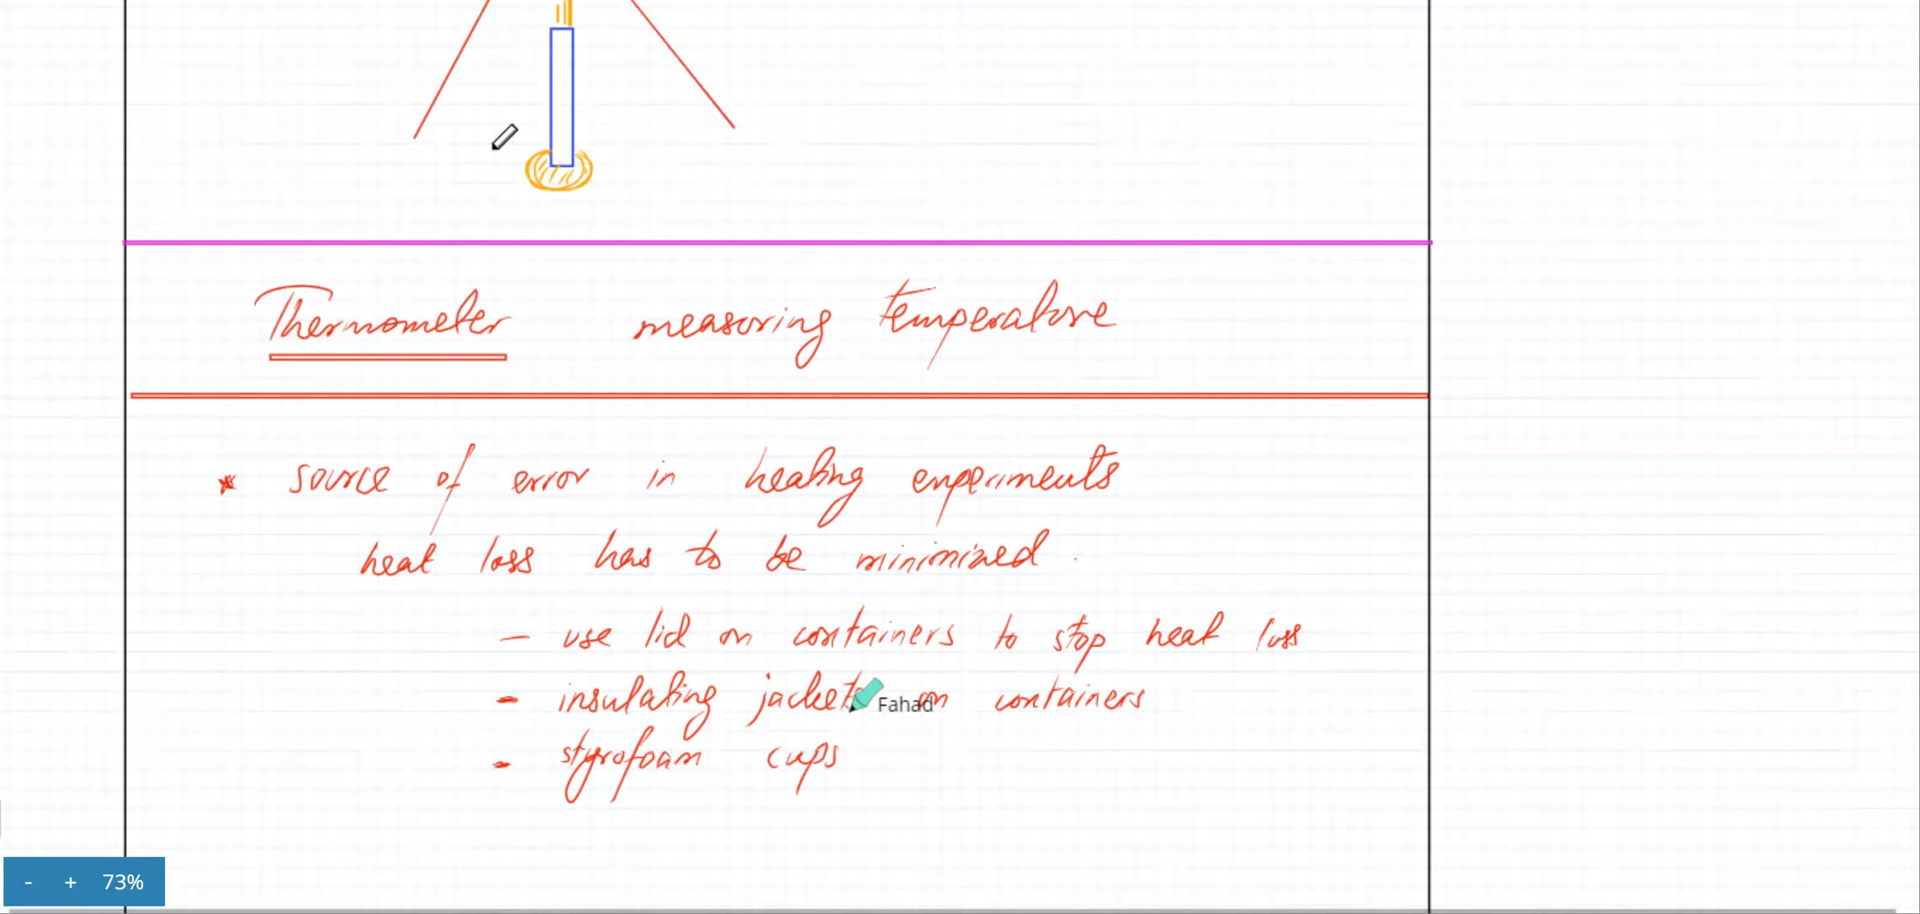 Thermometer measuring temperature
* source of error in heating experiments
heat loss has to be minimized.
- use lid on containers to stop heat loss
- insulating jackets on containers
Fahad
- styrofoam cups
- + 73%